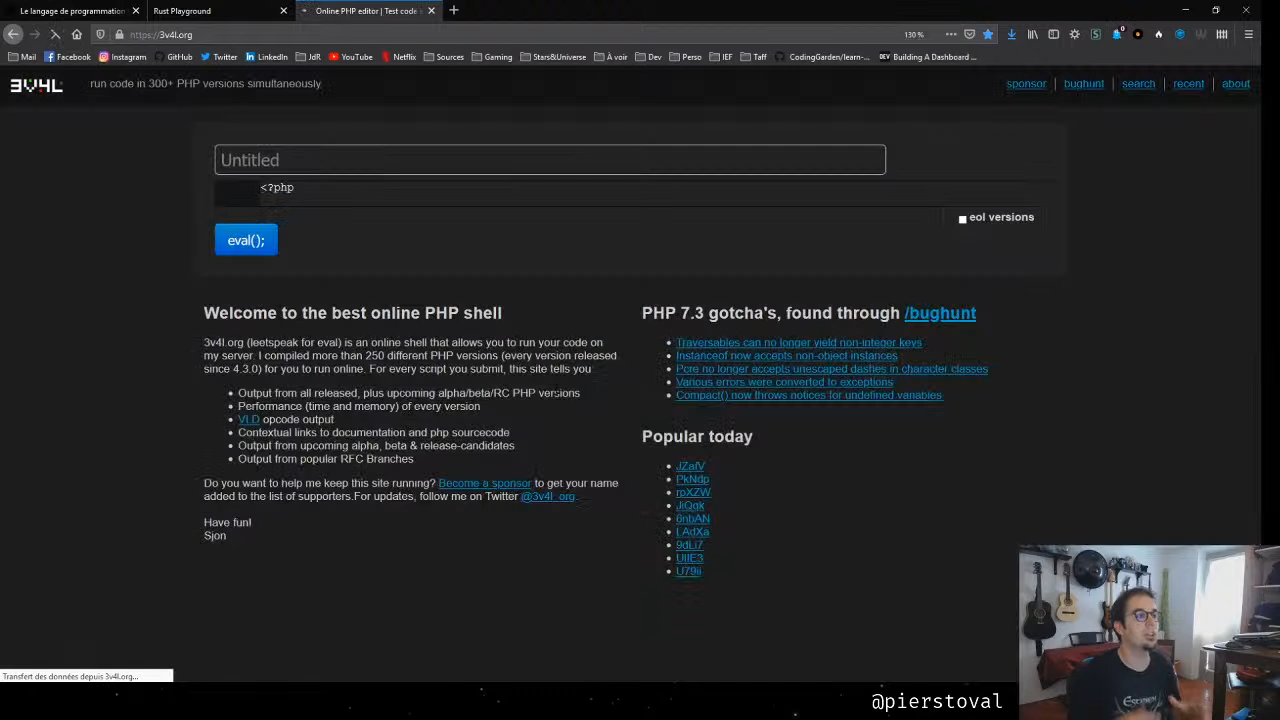 Le langage de programmation
Rust Playground
Online PHP editor | Test code
https://3v4l.org
130 %
Mail
Facebook
Instagram
GitHub
Twitter
LinkedIn
JdR
YouTube
Netflix
Sources
Gaming
Stars&Universe
À voir
Dev
Perso
IEF
Taff
CodingGarden/learn-...
Building A Dashboard ...
3V4L
run code in 300+ PHP versions simultaneously
sponsor
bughunt
search
recent
about
Untitled
<?php
eol versions
eval();
Welcome to the best online PHP shell
3v4l.org (leetspeak for eval) is an online shell that allows you to run your code on
my server. I compiled more than 250 different PHP versions (every version released
since 4.3.0) for you to run online. For every script you submit, this site tells you
Output from all released, plus upcoming alpha/beta/RC PHP versions
Performance (time and memory) of every version
VLD opcode output
Contextual links to documentation and php sourcecode
Output from upcoming alpha, beta & release-candidates
Output from popular RFC Branches
Do you want to help me keep this site running? Become a sponsor to get your name
added to the list of supporters.For updates, follow me on Twitter @3v4l_org.
Have fun!
Sjon
PHP 7.3 gotcha's, found through /bughunt
Traversables can no longer yield non-integer keys
Instanceof now accepts non-object instances
Pcre no longer accepts unescaped dashes in character classes
Various errors were converted to exceptions
Compact() now throws notices for undefined variables
Popular today
PkNdp
rpXZW
JiQgk
6nbAN
LAdXa
9dLi7
Transfert des données depuis 3v4l.org...
@pierstoval